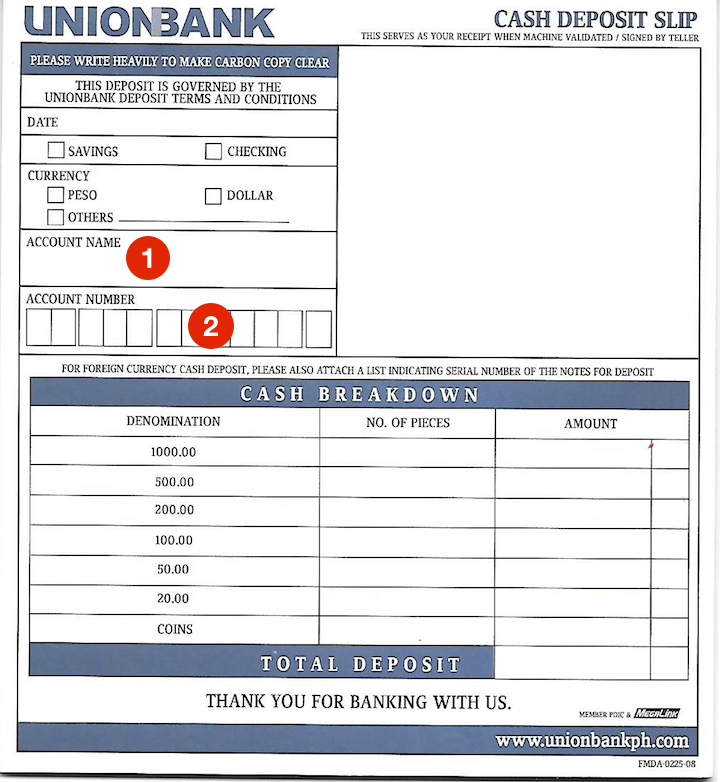 UNIONBANK
CASH DEPOSIT SLIP
THIS SERVES AS YOUR RECEIPT WHEN MACHINE VALIDATED / SIGNED BY TELLER
PLEASE WRITE HEAVILY TO MAKE CARBON COPY CLEAR
THIS DEPOSIT IS GOVERNED BY THE
UNIONBANK DEPOSIT TERMS AND CONDITIONS
DATE
SAVINGS CHECKING
CURRENCY
PESO DOLLAR
OTHERS
ACCOUNT NAME
1
ACCOUNT NUMBER
2
FOR FOREIGN CURRENCY CASH DEPOSIT, PLEASE ALSO ATTACH A LIST INDICATING SERIAL NUMBER OF THE NOTES FOR DEPOSIT
CASH BREAKDOWN
DENOMINATION NO. OF PIECES AMOUNT
1000.00
500.00
200.00
100.00
50.00
20.00
COINS
TOTAL DEPOSIT
THANK YOU FOR BANKING WITH US.
MEMBER PDIC & MegaLink
www.unionbankph.com
FMDA-0225-08